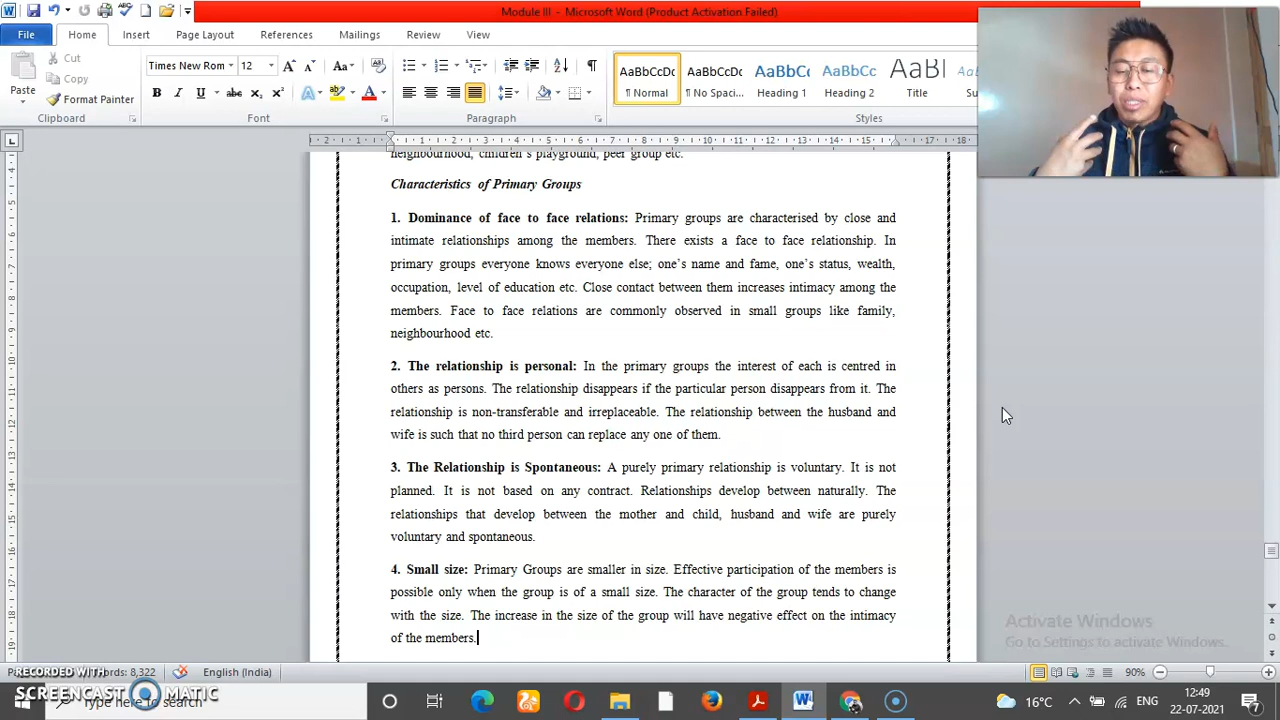 Module III - Microsoft Word (Product Activation Failed)
File Home Insert Page Layout References Mailings Review View
Paste
Cut
Copy
Format Painter
Clipboard
Times New Rom 12
Font
Paragraph
AaBbCcDc AaBbCcDc AaBbCc AaBbCc AaBl
¶ Normal ¶ No Spaci... Heading 1 Heading 2 Title
Styles
neighbourhood, children's playground, peer group etc.
Characteristics of Primary Groups
1. Dominance of face to face relations: Primary groups are characterised by close and
intimate relationships among the members. There exists a face to face relationship. In
primary groups everyone knows everyone else; one's name and fame, one's status, wealth,
occupation, level of education etc. Close contact between them increases intimacy among the
members. Face to face relations are commonly observed in small groups like family,
neighbourhood etc.
2. The relationship is personal: In the primary groups the interest of each is centred in
others as persons. The relationship disappears if the particular person disappears from it. The
relationship is non-transferable and irreplaceable. The relationship between the husband and
wife is such that no third person can replace any one of them.
3. The Relationship is Spontaneous: A purely primary relationship is voluntary. It is not
planned. It is not based on any contract. Relationships develop between naturally. The
relationships that develop between the mother and child, husband and wife are purely
voluntary and spontaneous.
4. Small size: Primary Groups are smaller in size. Effective participation of the members is
possible only when the group is of a small size. The character of the group tends to change
with the size. The increase in the size of the group will have negative effect on the intimacy
of the members.
Activate Windows
Go to Settings to activate Windows.
RECORDED WITH
SCREENCAST MATIC
8,322 English (India) 90%
Type here to search
16°C ENG 12:49
22-07-2021